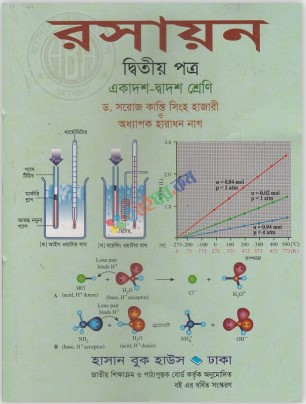 রসায়ন
দ্বিতীয় পত্র
একাদশ-দ্বাদশ শ্রেণি
ড. সরোজ কান্তি সিংহ হাজারী
ও
অধ্যাপক হারাধন নাগ
থার্মোমিটার
n = 0.04 mol
p = 1 atm
n = 0.02 mol
p = 1 atm
n = 0.04 mol
p = 4 atm
-273 -200 -100 0 100 200 300 400 500 (°C)
Lone pair
binds H⁺
HCl
(acid, H⁺ donor)
H₂O
(base, H⁺ acceptor)
Cl⁻
H₃O⁺
Lone pair
binds H⁺
B
NH₃
(base, H⁺ acceptor)
H₂O
(acid, H⁺ donor)
NH₄⁺
OH⁻
হাসান বুক হাউস ঢাকা
জাতীয় শিক্ষাক্রম ও পাঠ্যপুস্তক বোর্ড কর্তৃক অনুমোদিত
বই এর বর্ধিত সংস্করণ